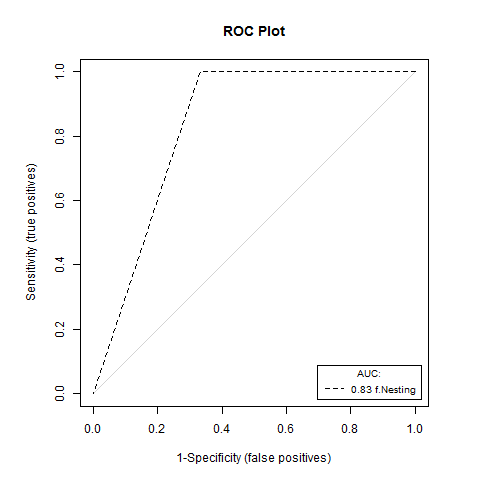 ROC Plot
Sensitivity (true positives)
1.0
0.8
0.6
0.4
0.2
0.0
0.0 0.2 0.4 0.6 0.8 1.0
1-Specificity (false positives)
AUC:
0.83 f.Nesting